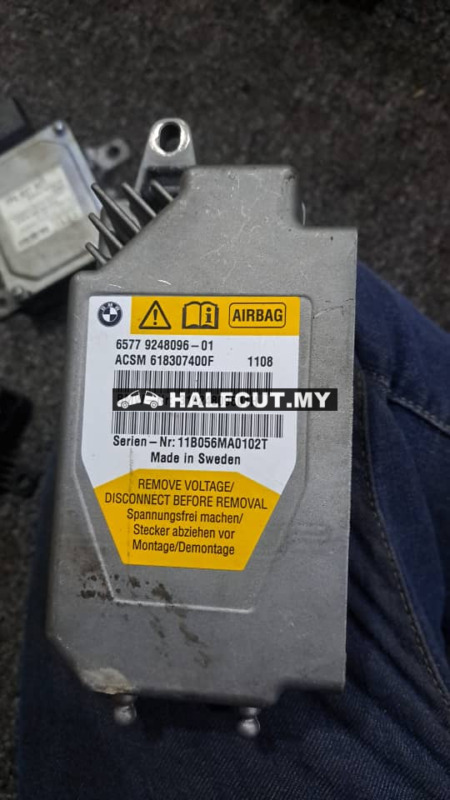 BMW
AIRBAG
6577 9248096-01
ACSM 618307400F 1108
HALFCUT.MY
Serien-Nr: 11B056MA0102T
Made in Sweden
REMOVE VOLTAGE/
DISCONNECT BEFORE REMOVAL
Spannungsfrei machen/
Stecker abziehen vor
Montage/Demontage